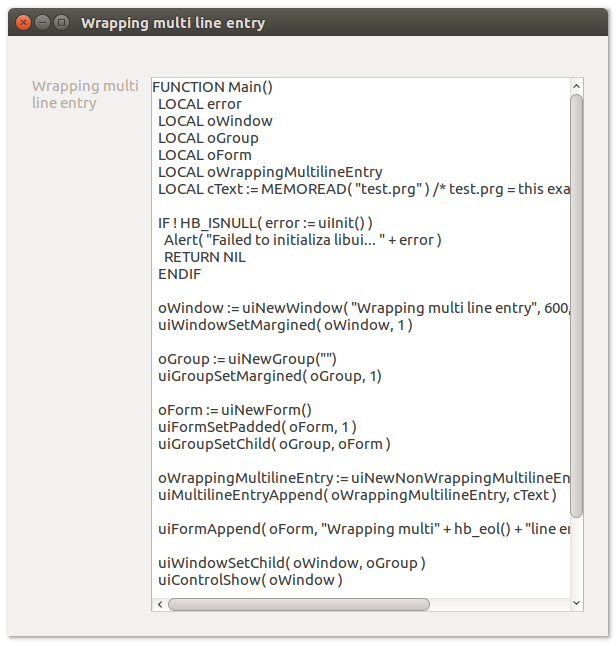 Wrapping multi line entry
Wrapping multi
line entry
FUNCTION Main()
LOCAL error
LOCAL oWindow
LOCAL oGroup
LOCAL oForm
LOCAL oWrappingMultilineEntry
LOCAL cText := MEMOREAD( "test.prg" ) /* test.prg = this exa
IF ! HB_ISNULL( error := uiInit() )
Alert( "Failed to initializa libui... " + error )
RETURN NIL
ENDIF
oWindow := uiNewWindow( "Wrapping multi line entry", 600,
uiWindowSetMargined( oWindow, 1 )
oGroup := uiNewGroup("")
uiGroupSetMargined( oGroup, 1)
oForm := uiNewForm()
uiFormSetPadded( oForm, 1 )
uiGroupSetChild( oGroup, oForm )
oWrappingMultilineEntry := uiNewNonWrappingMultilineEn
uiMultilineEntryAppend( oWrappingMultilineEntry, cText )
uiFormAppend( oForm, "Wrapping multi" + hb_eol() + "line en
uiWindowSetChild( oWindow, oGroup )
uiControlShow( oWindow )